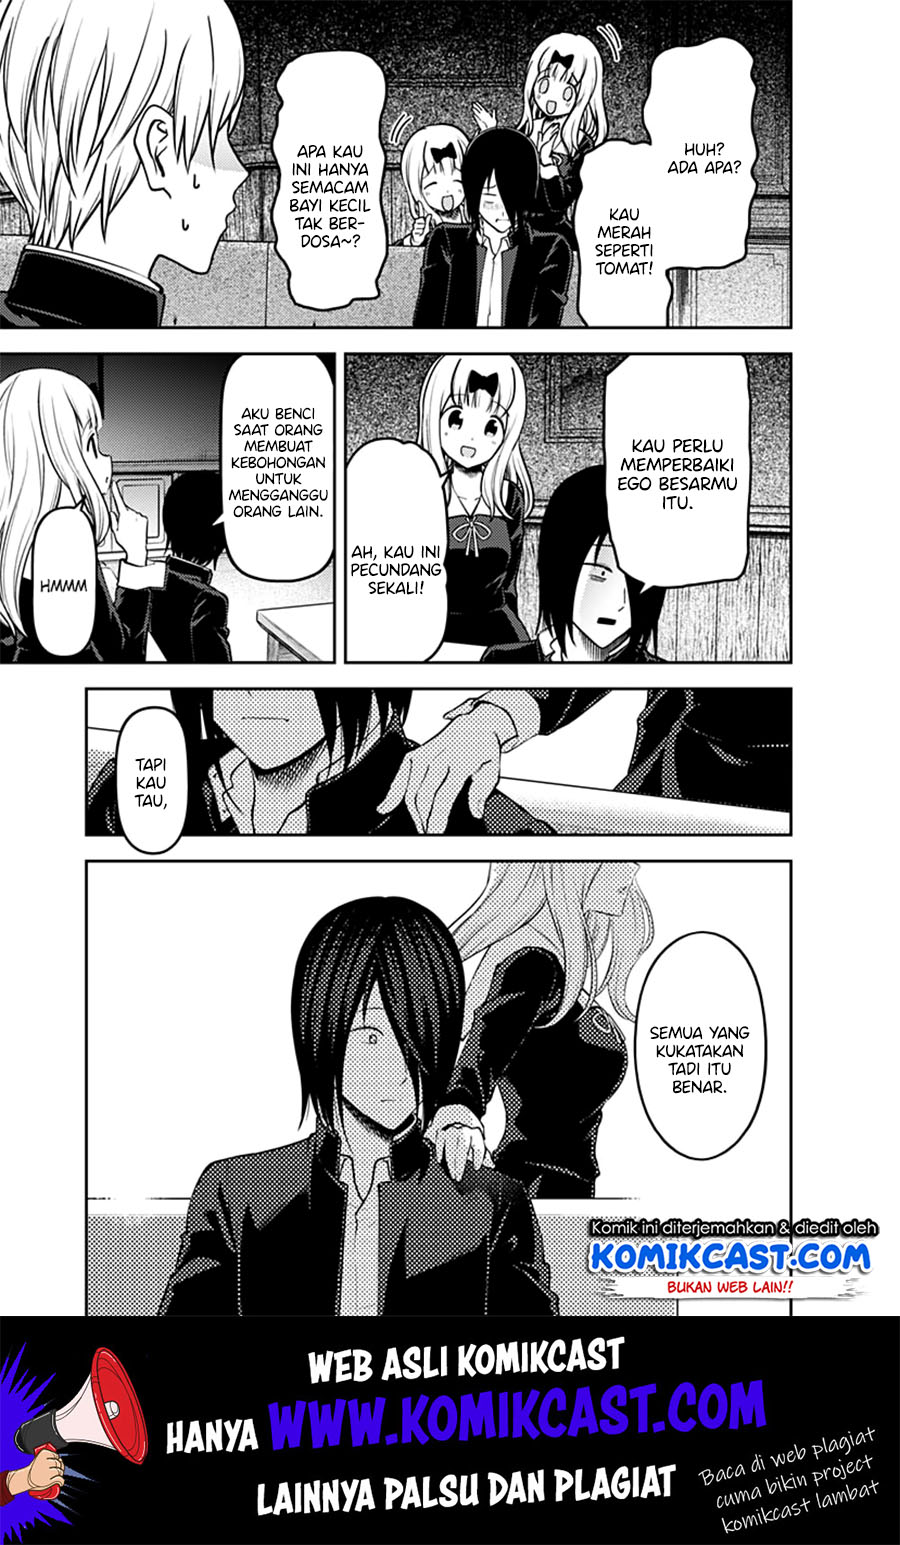 HUH?
ADA APA?
KAU
MERAH
SEPERTI
TOMAT!
APA KAU
INI HANYA
SEMACAM
BAYI KECIL
TAK BER-
DOSA~?
KAU PERLU
MEMPERBAIKI
EGO BESARMU
ITU.
AH, KAU INI
PECUNDANG
SEKALI!
AKU BENCI
SAAT ORANG
MEMBUAT
KEBOHONGAN
UNTUK
MENGGANGGU
ORANG LAIN.
HMMM
TAPI
KAU
TAU,
SEMUA YANG
KUKATAKAN
TADI ITU
BENAR.
Komik ini diterjemahkan & diedit oleh
KOMIKCAST.COM
BUKAN WEB LAIN!!
WEB ASLI KOMIKCAST
HANYA WWW.KOMIKCAST.COM
LAINNYA PALSU DAN PLAGIAT
Baca di web plagiat
cuma bikin project
komikcast lambat